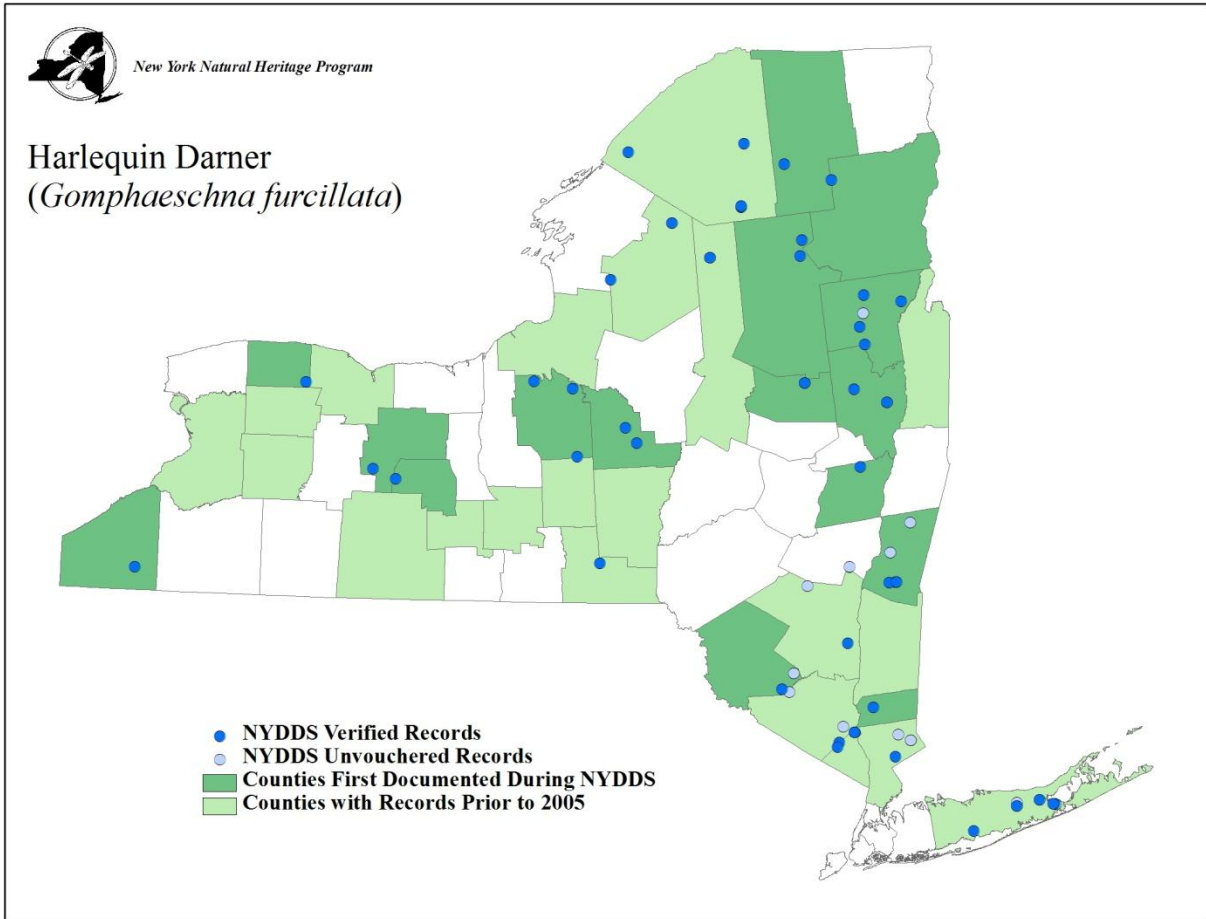 New York Natural Heritage Program
Harlequin Darner
(Gomphaeschna furcillata)
NYDDS Verified Records
NYDDS Unvouchered Records
Counties First Documented During NYDDS
Counties with Records Prior to 2005